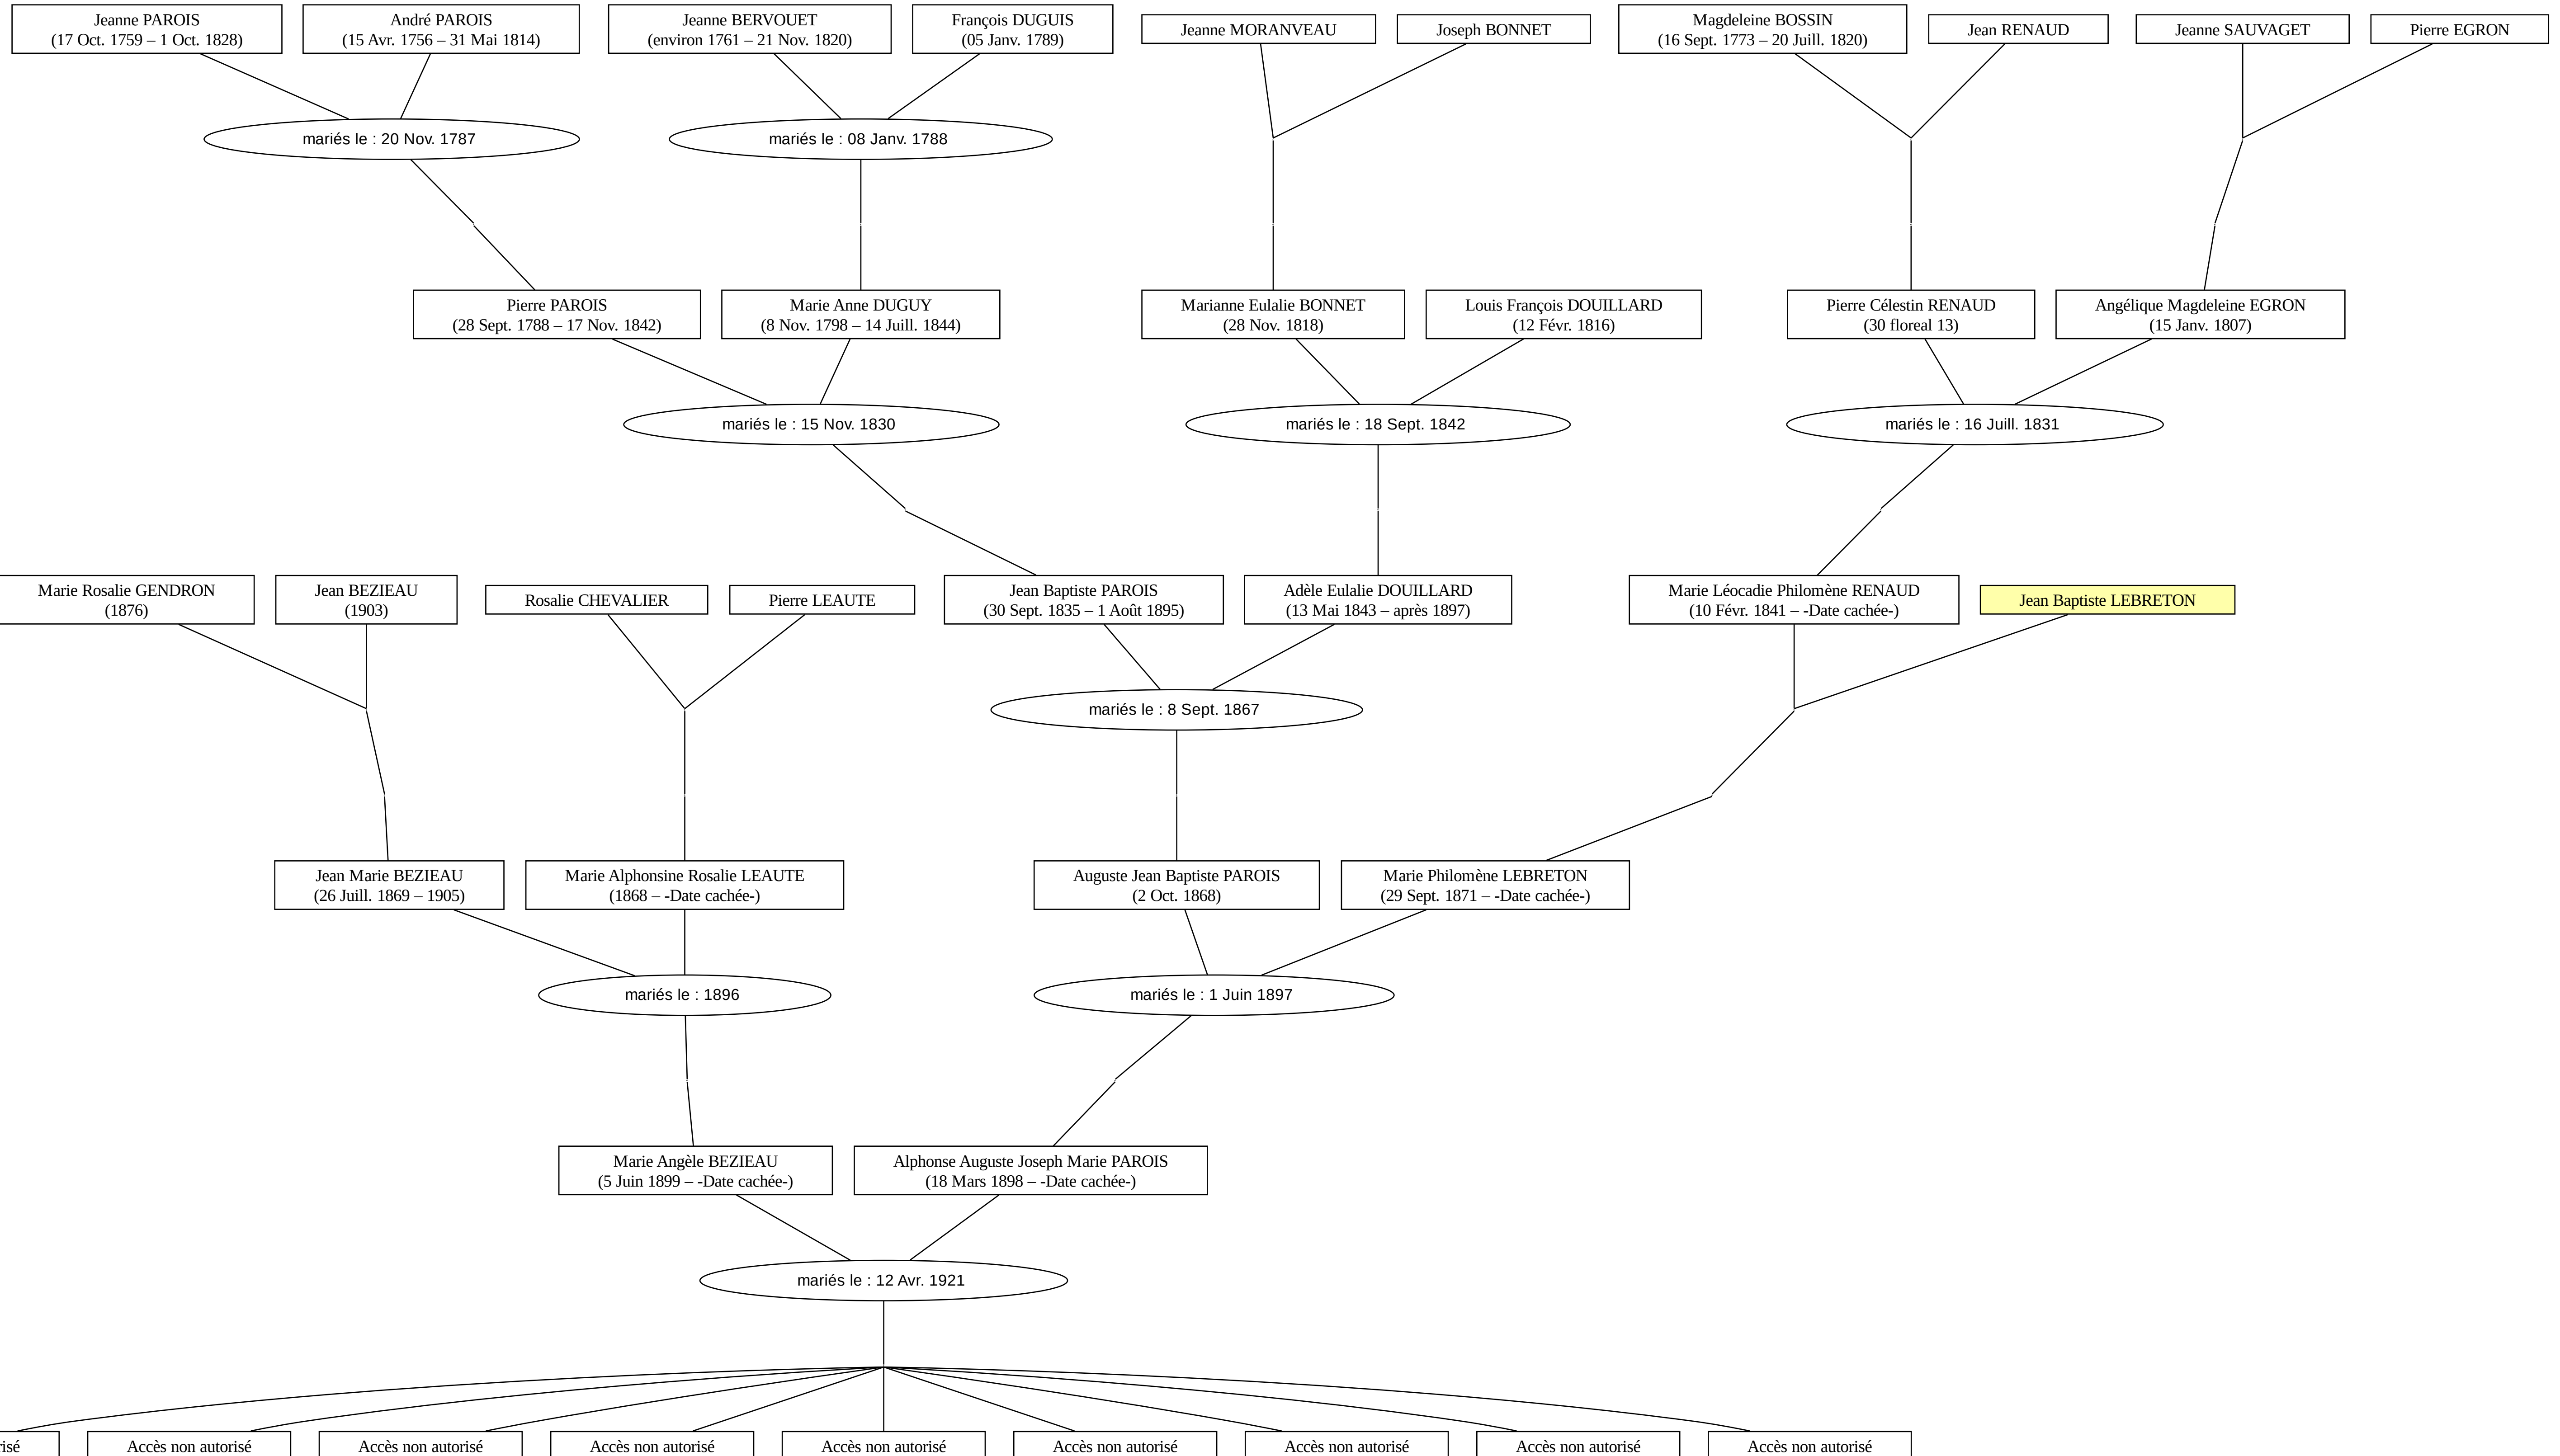 Jeanne PAROIS
(17 Oct. 1759 – 1 Oct. 1828)
André PAROIS
(15 Avr. 1756 – 31 Mai 1814)
Jeanne BERVOUET
(environ 1761 – 21 Nov. 1820)
François DUGUIS
(05 Janv. 1789)
Jeanne MORANVEAU
Joseph BONNET
Magdeleine BOSSIN
(16 Sept. 1773 – 20 Juill. 1820)
Jean RENAUD
Jeanne SAUVAGET
Pierre EGRON
mariés le : 20 Nov. 1787
mariés le : 08 Janv. 1788
Pierre PAROIS
(28 Sept. 1788 – 17 Nov. 1842)
Marie Anne DUGUY
(8 Nov. 1798 – 14 Juill. 1844)
Marianne Eulalie BONNET
(28 Nov. 1818)
Louis François DOUILLARD
(12 Févr. 1816)
Pierre Célestin RENAUD
(30 floreal 13)
Angélique Magdeleine EGRON
(15 Janv. 1807)
mariés le : 15 Nov. 1830
mariés le : 18 Sept. 1842
mariés le : 16 Juill. 1831
Marie Rosalie GENDRON
(1876)
Jean BEZIEAU
(1903)
Rosalie CHEVALIER
Pierre LEAUTE
Jean Baptiste PAROIS
(30 Sept. 1835 – 1 Août 1895)
Adèle Eulalie DOUILLARD
(13 Mai 1843 – après 1897)
Marie Léocadie Philomène RENAUD
(10 Févr. 1841 – -Date cachée-)
Jean Baptiste LEBRETON
mariés le : 8 Sept. 1867
Jean Marie BEZIEAU
(26 Juill. 1869 – 1905)
Marie Alphonsine Rosalie LEAUTE
(1868 – -Date cachée-)
Auguste Jean Baptiste PAROIS
(2 Oct. 1868)
Marie Philomène LEBRETON
(29 Sept. 1871 – -Date cachée-)
mariés le : 1896
mariés le : 1 Juin 1897
Marie Angèle BEZIEAU
(5 Juin 1899 – -Date cachée-)
Alphonse Auguste Joseph Marie PAROIS
(18 Mars 1898 – -Date cachée-)
mariés le : 12 Avr. 1921
Accès non autorisé
Accès non autorisé
Accès non autorisé
Accès non autorisé
Accès non autorisé
Accès non autorisé
Accès non autorisé
Accès non autorisé